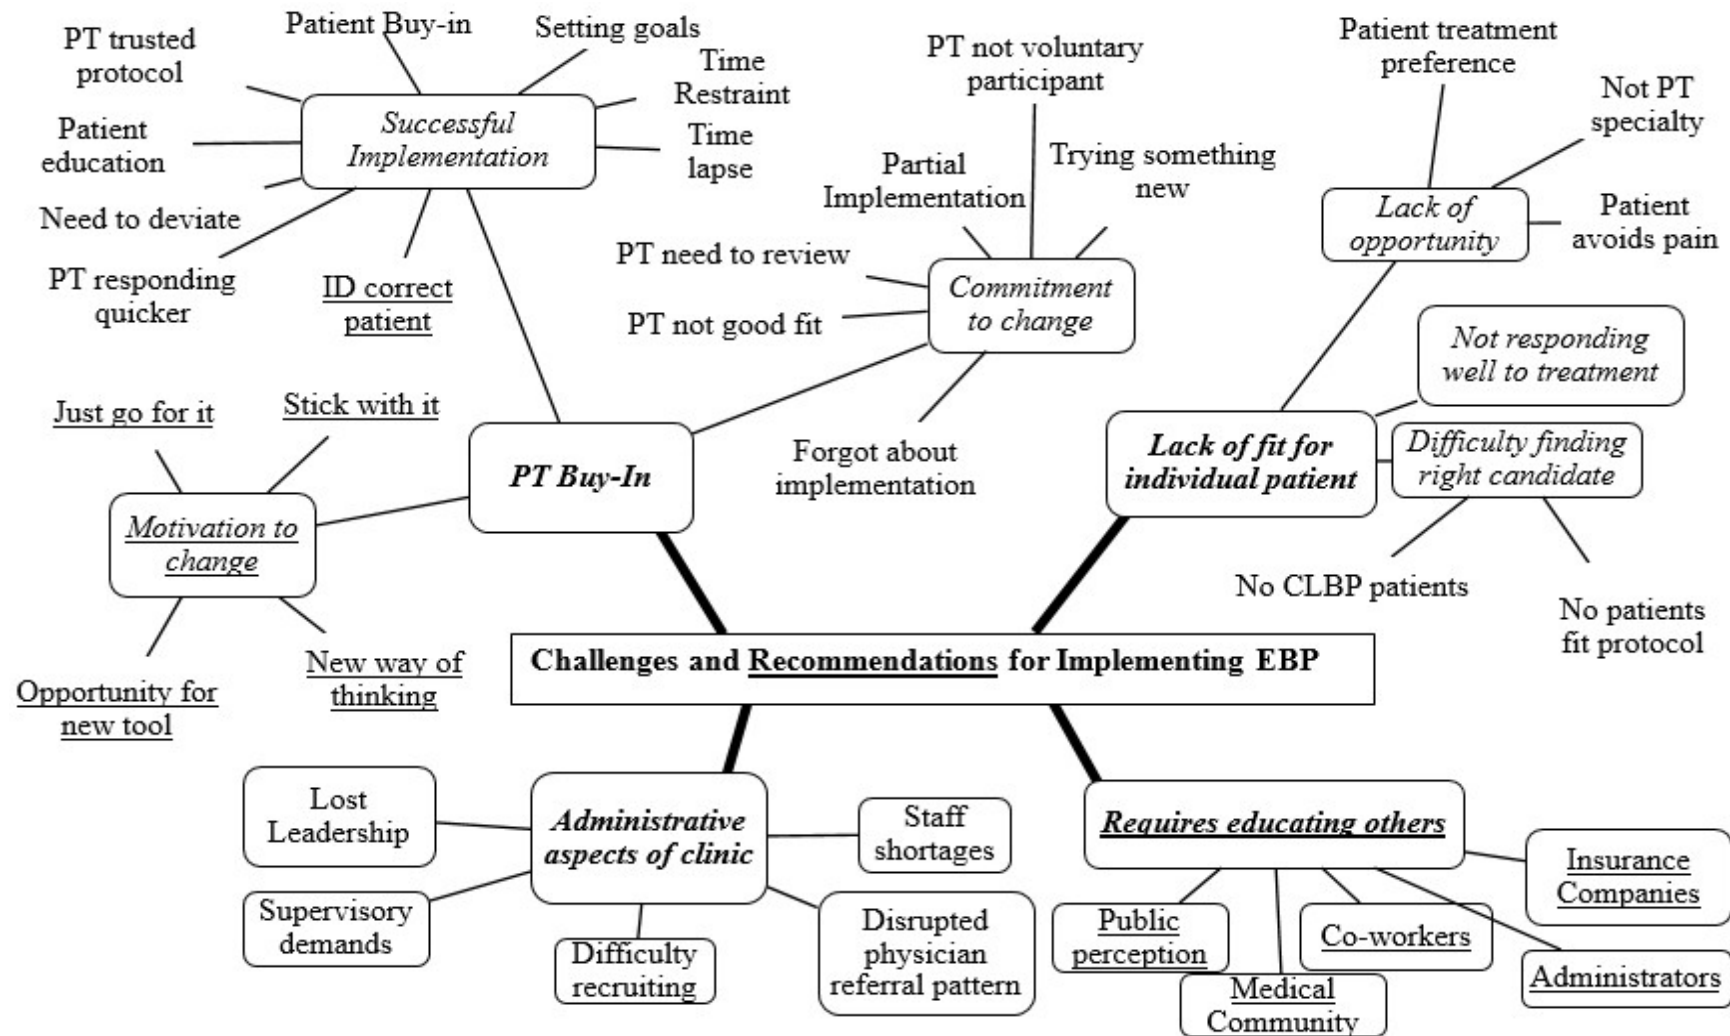 PT trusted
protocol
Patient Buy-in
Setting goals
Time
Restraint
Time
lapse
Successful
Implementation
Patient
education
Need to deviate
PT responding
quicker
ID correct
patient
PT not voluntary
participant
Partial
Implementation
Trying something
new
PT need to review
PT not good fit
Commitment
to change
Forgot about
implementation
Patient treatment
preference
Not PT
specialty
Lack of
opportunity
Patient
avoids pain
Not responding
well to treatment
Lack of fit for
individual patient
Difficulty finding
right candidate
No CLBP patients
No patients
fit protocol
Just go for it
Stick with it
PT Buy-In
Motivation to
change
Opportunity for
new tool
New way of
thinking
Challenges and Recommendations for Implementing EBP
Lost
Leadership
Administrative
aspects of clinic
Staff
shortages
Supervisory
demands
Difficulty
recruiting
Disrupted
physician
referral pattern
Requires educating others
Insurance
Companies
Public
perception
Medical
Community
Co-workers
Administrators